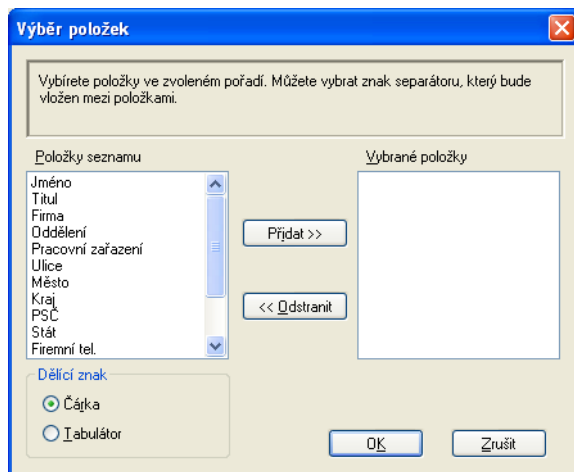 Výběr položek
Vybírete položky ve zvoleném pořadí. Můžete vybrat znak separátoru, který bude
vložen mezi položkami.
Položky seznamu
Vybrané položky
Jméno
Titul
Firma
Oddělení
Pracovní zařazení
Ulice
Město
Kraj
PSČ
Stát
Firemní tel.
Přidat >>
<< Odstranit
Dělící znak
Čárka
Tabulátor
OK
Zrušit